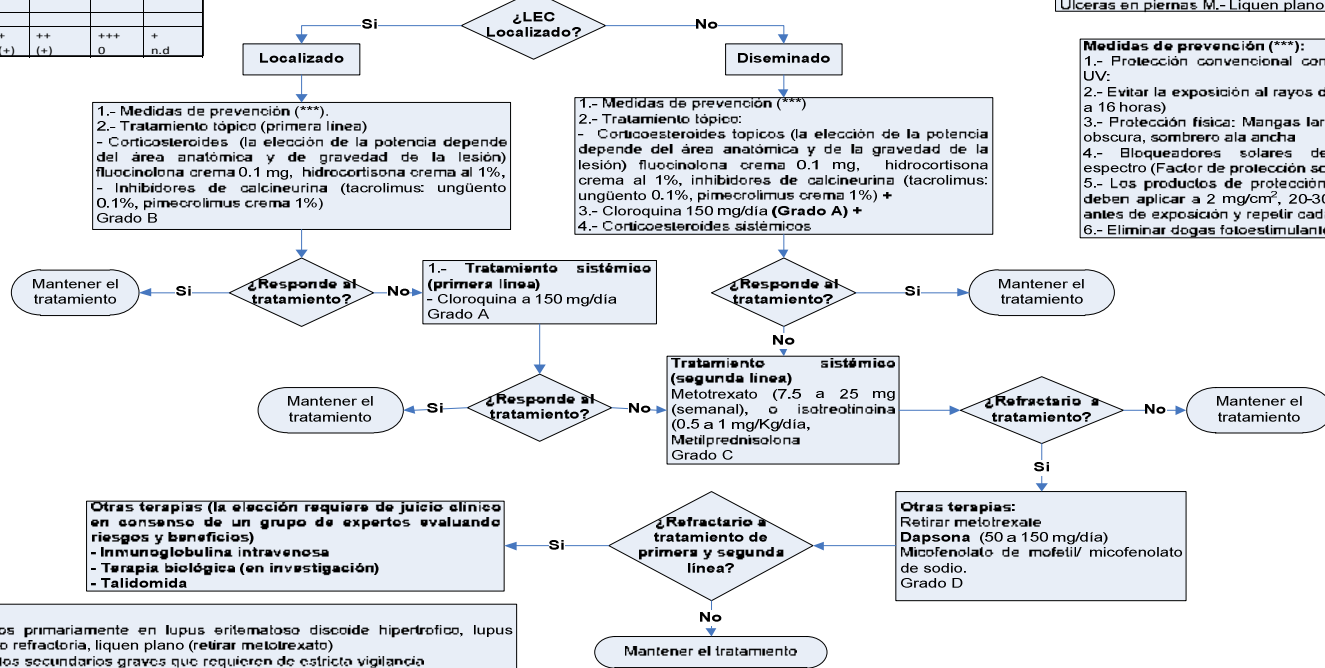 + ++ +++ +
(+) (+) 0 n.d
Ulceras en piernas M.- Liquen plano
¿LEC
Localizado?
Si
No
Localizado
Diseminado
1.- Medidas de prevención (***).
2.- Tratamiento tópico (primera línea)
- Corticosteroides (la elección de la potencia depende
del área anatómica y de gravedad de la lesión)
fluocinolona crema 0.1 mg, hidrocortisona crema al 1%,
- Inhibidores de calcineurina (tacrolimus: ungüento
0.1%, pimecrolimus crema 1%)
Grado B
1.- Medidas de prevención (***)
2.- Tratamiento tópico:
- Corticoesteroides topicos (la elección de la potencia
depende del área anatómica y de la gravedad de la
lesión) fluocinolona crema 0.1 mg, hidrocortisona
crema al 1%, inhibidores de calcineurina (tacrolimus:
ungüento 0.1%, pimecrolimus crema 1%) +
3.- Cloroquina 150 mg/día (Grado A) +
4.- Corticoesteroides sistémicos
Medidas de prevención (***):
1.- Protección convencional con
UV:
2.- Evitar la exposición al rayos
a 16 horas)
3.- Protección física: Mangas
obscura, sombrero ala ancha
4.- Bloqueadores solares de
espectro (Factor de protección
5.- Los productos de protección
deben aplicar a 2 mg/cm², 20-30
antes de exposición y repetir
6.- Eliminar dogas
¿Responde al
tratamiento?
Si
Mantener el
tratamiento
No
1.- Tratamiento sistémico
(primera línea)
- Cloroquina a 150 mg/día
Grado A
¿Responde al
tratamiento?
Si
Mantener el
tratamiento
No
¿Responde al
tratamiento?
Si
Mantener el
tratamiento
No
Tratamiento sistémico
(segunda línea)
Metotrexato (7.5 a 25 mg
(semanal), o isotreotinoina
(0.5 a 1 mg/Kg/día,
Metilprednisolona
Grado C
¿Refractario a
tratamiento?
No
Mantener el
tratamiento
Si
Otras terapias:
Retirar metotrexate
Dapsona (50 a 150 mg/día)
Micofenolato de mofetil/ micofenolato
de sodio.
Grado D
¿Refractario a
tratamiento de
primera y segunda
línea?
Si
Otras terapias (la elección requiere de juicio clínico
en consenso de un grupo de expertos evaluando
riesgos y beneficios)
- Inmunoglobulina intravenosa
- Terapia biológica (en investigación)
- Talidomida
No
Mantener el tratamiento
os primariamente en lupus eritematoso discoide hipertrofico, lupus
o refractoria, liquen plano (retirar metotrexato)
tos secundarios graves que requieren de estricta vigilancia